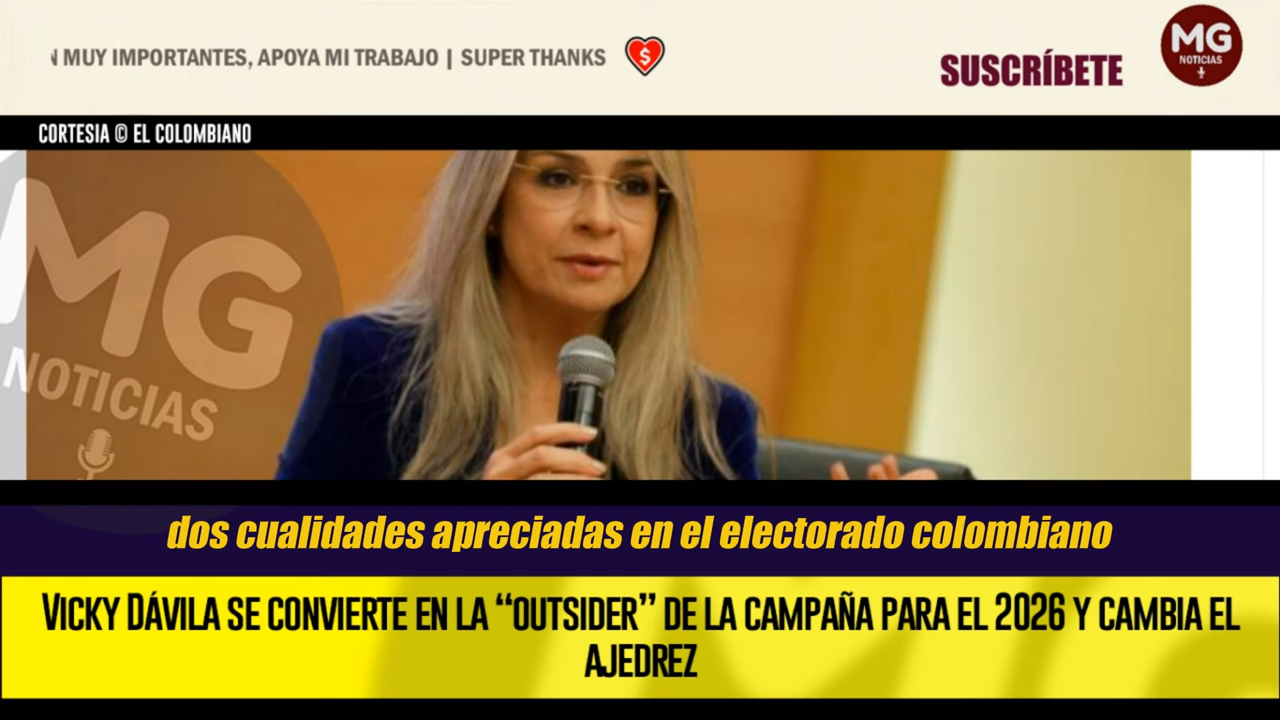 MUY IMPORTANTES, APOYA MI TRABAJO | SUPER THANKS
$
SUSCRÍBETE
MG
NOTICIAS
CORTESIA © EL COLOMBIANO
MG
NOTICIAS
dos cualidades apreciadas en el electorado colombiano
VICKY DÁVILA SE CONVIERTE EN LA “OUTSIDER” DE LA CAMPAÑA PARA EL 2026 Y CAMBIA EL
AJEDREZ